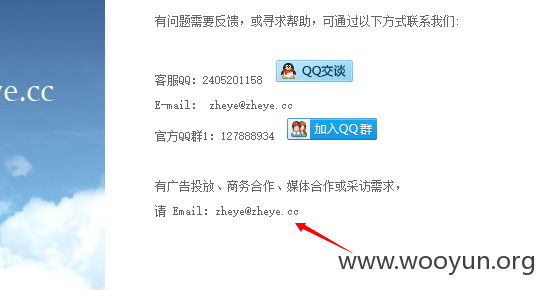 有问题需要反馈，或寻求帮助，可通过以下方式联系我们:
ye.cc
客服QQ: 2405201158 QQ交谈
E-mail: zheye@zheye.cc
官方QQ群1: 127888934 加入QQ群
有广告投放、商务合作、媒体合作或采访需求，
请 Email: zheye@zheye.cc
www.wooyun.org